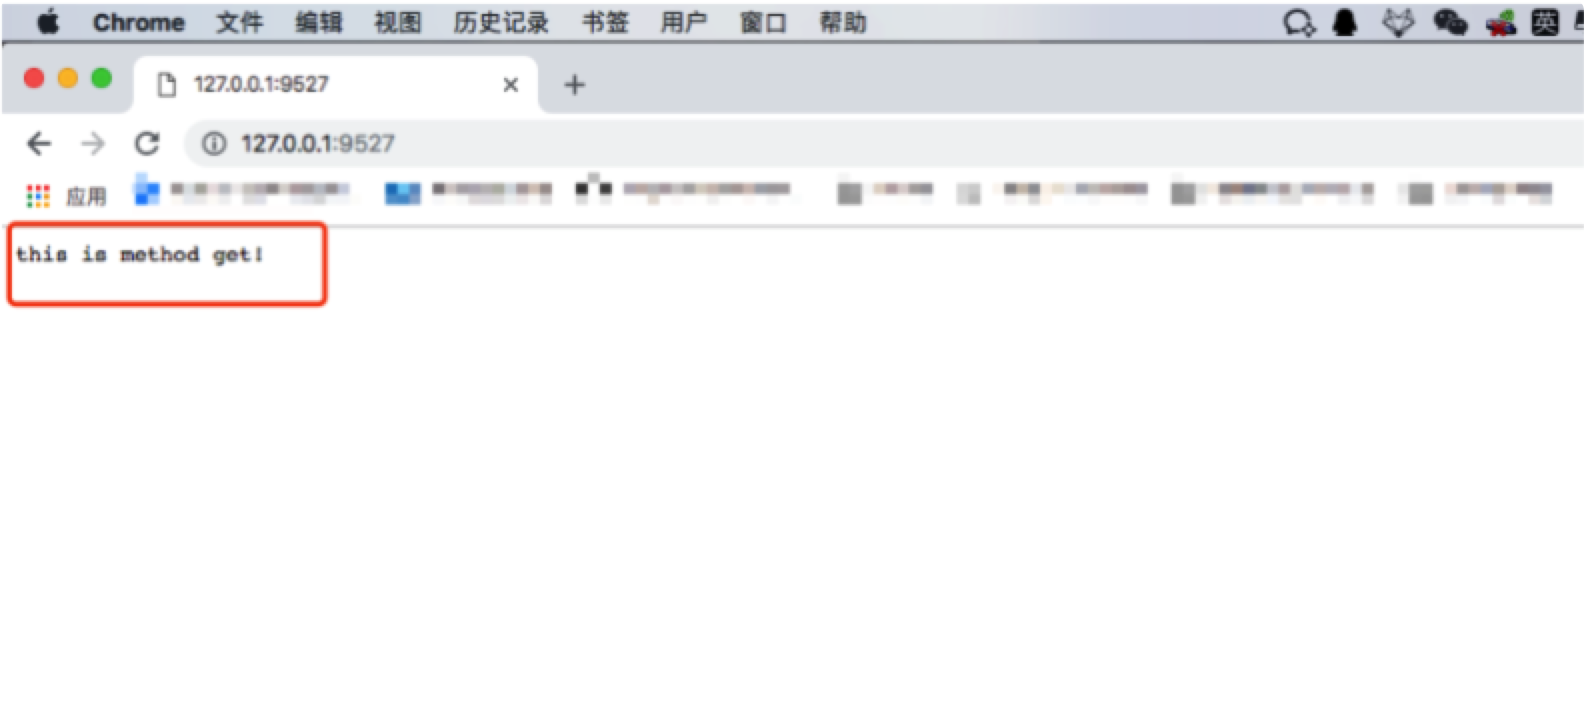 Chrome 文件 编辑 视图 历史记录 书签 用户 窗口 帮助 英
127.0.0.1:9527
127.0.0.1:9527
应用
this is method get!